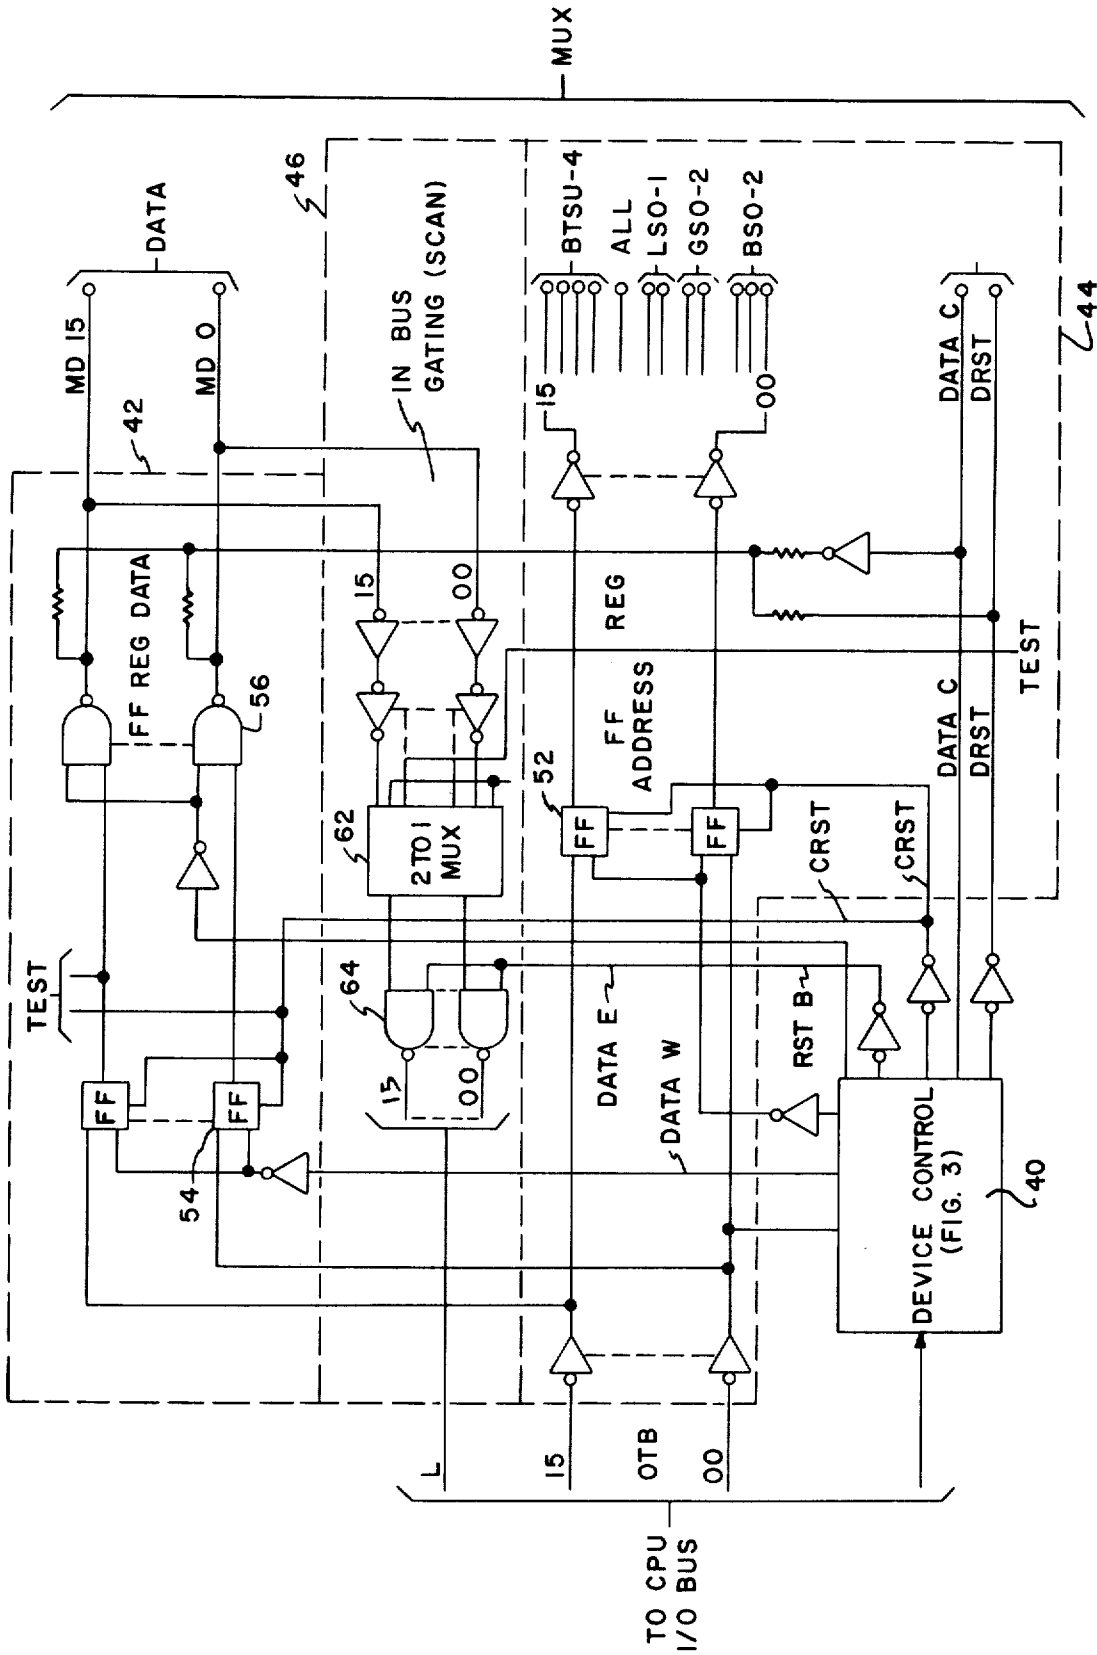 MUX
DATA
MD 15
MD 0
46
42
IN BUS
GATING (SCAN)
BTSU-4
ALL
LSO-1
GSO-2
BSO-2
15
00
DATA C
DRST
44
FF REG DATA
56
15
00
FF
ADDRESS
REG
TEST
DATA C
DRST
62
2 TO 1
MUX
52
FF
FF
CRST
CRST
TEST
64
15
00
DATA E
RST B
DATA W
FF
FF
54
DEVICE CONTROL
(FIG. 3)
40
L
15
OTB
00
TO CPU
I/O BUS